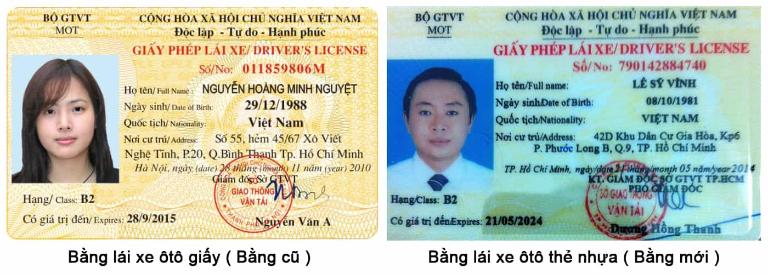 BỘ GTVT
MOT
CỘNG HÒA XÃ HỘI CHỦ NGHĨA VIỆT NAM
Độc lập - Tự do - Hạnh phúc
GIẤY PHÉP LÁI XE/ DRIVER'S LICENSE
Số/No: 011859806M
Họ tên/ Full Name: NGUYỄN HOÀNG MINH NGUYỆT
Ngày sinh/ Date of Birth: 29/12/1988
Quốc tịch/ Nationality: Việt Nam
Nơi cư trú/ Address: Số 55, hẻm 45/67 Xô Viết
Nghệ Tĩnh, P.20, Q.Bình Thạnh Tp. Hồ Chí Minh
Hà Nội, ngày (date) 28 tháng (month) 11 năm (year) 2010
Giám đốc Sở GTVT
SỞ GIAO THÔNG VẬN TẢI
Hạng/ Class: B2
Có giá trị đến/ Expires: 28/9/2015
Nguyễn Văn A
BỘ GTVT
MOT
CỘNG HÒA XÃ HỘI CHỦ NGHĨA VIỆT NAM
Độc lập - Tự do - Hạnh phúc
GIẤY PHÉP LÁI XE/ DRIVER'S LICENSE
Số/No: 790142884740
Họ tên/Full name: LÊ SỸ VĨNH
Ngày sinh/Date of Birth: 08/10/1981
Quốc tịch/Nationality: VIỆT NAM
Nơi cư trú/Address: 42D Khu Dân Cư Gia Hòa, Kp6
P. Phước Long B, Q.9, TP. Hồ Chí Minh
TP. Hồ Chí Minh, ngày/date 21 tháng/month 05 năm/year 2014
KT. GIÁM ĐỐC SỞ GTVT TP.HCM
PHÓ GIÁM ĐỐC
SỞ GIAO THÔNG
VẬN TẢI
Hạng/Class: B2
Có giá trị đến/Expires: 21/05/2024
Dương Hồng Thanh
Bằng lái xe ôtô giấy ( Bằng cũ )
Bằng lái xe ôtô thẻ nhựa ( Bằng mới )